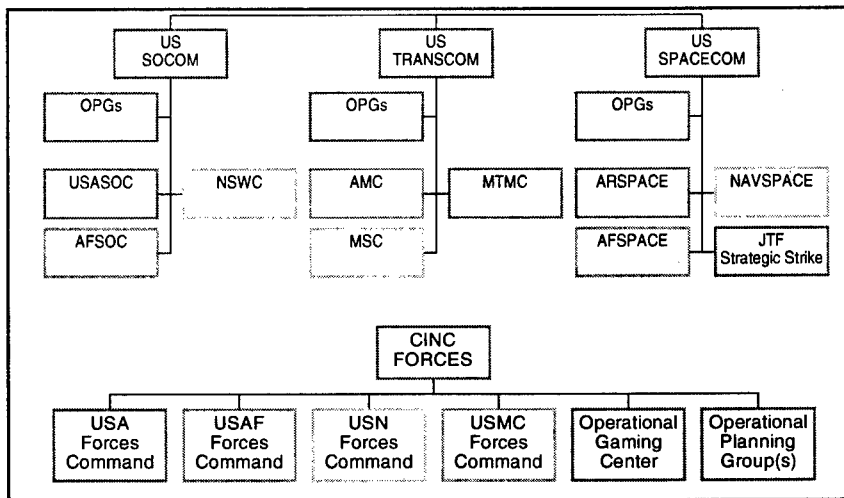 US
SOCOM
US
TRANSCOM
US
SPACECOM
OPGs
OPGs
OPGs
USASOC
NSWC
AMC
MTMC
ARSPACE
NAVSPACE
AFSOC
MSC
AFSPACE
JTF
Strategic Strike
CINC
FORCES
USA
Forces
Command
USAF
Forces
Command
USN
Forces
Command
USMC
Forces
Command
Operational
Gaming
Center
Operational
Planning
Group(s)